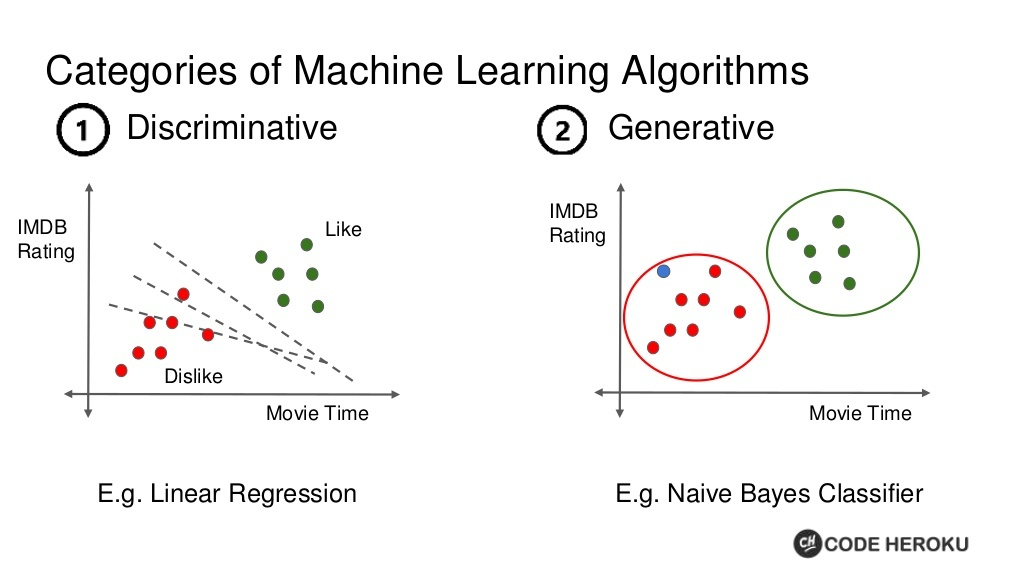 Categories of Machine Learning Algorithms
1 Discriminative
2 Generative
IMDB
Rating
Like
Dislike
Movie Time
IMDB
Rating
Movie Time
E.g. Linear Regression
E.g. Naive Bayes Classifier
CH CODE HEROKU